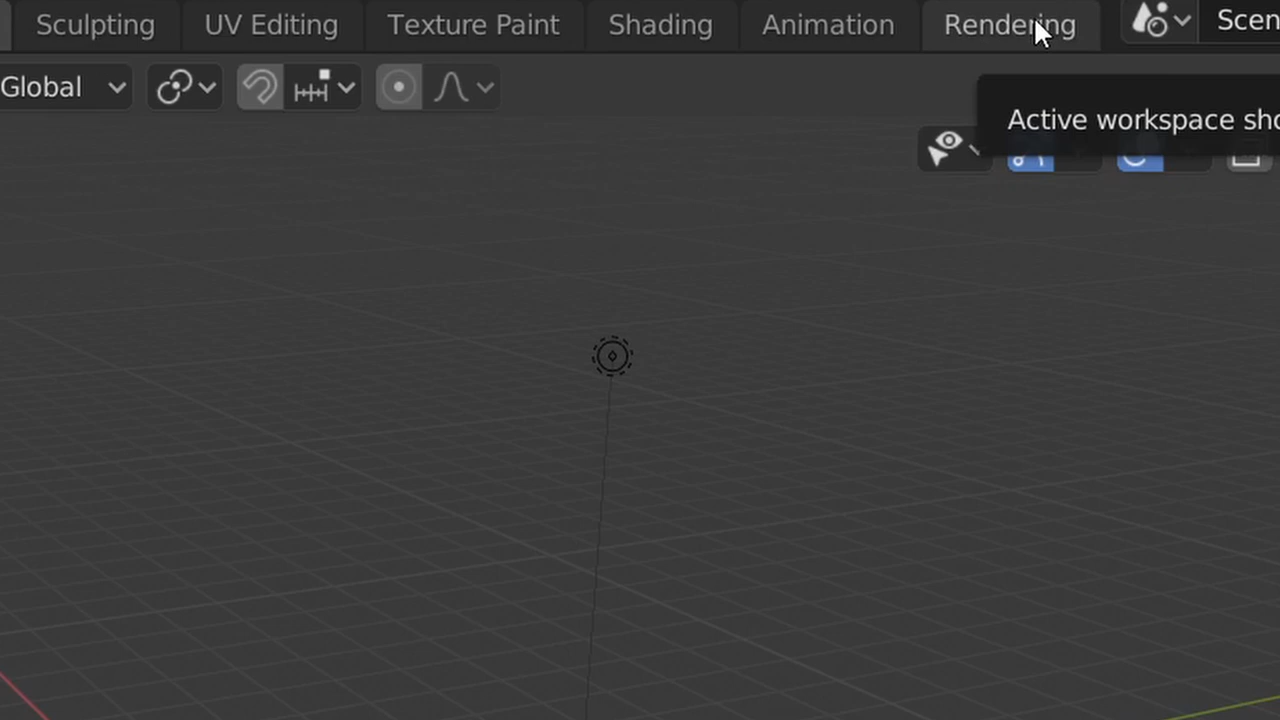 Sculpting UV Editing Texture Paint Shading Animation Rendering Scen
Global
Active workspace sho